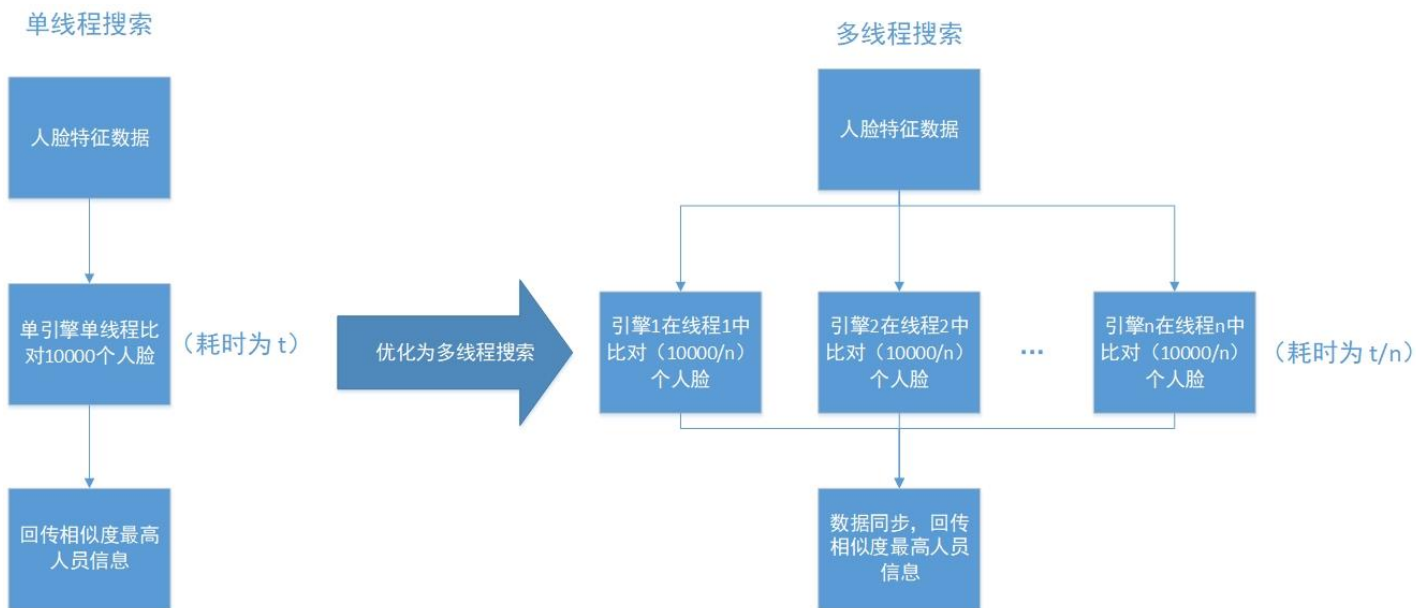 单线程搜索
人脸特征数据
单引擎单线程比
对10000个人脸
（耗时为 t）
回传相似度最高
人员信息
优化为多线程搜索
多线程搜索
人脸特征数据
引擎1在线程1中
比对（10000/n）
个人脸
引擎2在线程2中
比对（10000/n）
个人脸
...
引擎n在线程n中
比对（10000/n）
个人脸
（耗时为 t/n）
数据同步，回传
相似度最高人员
信息